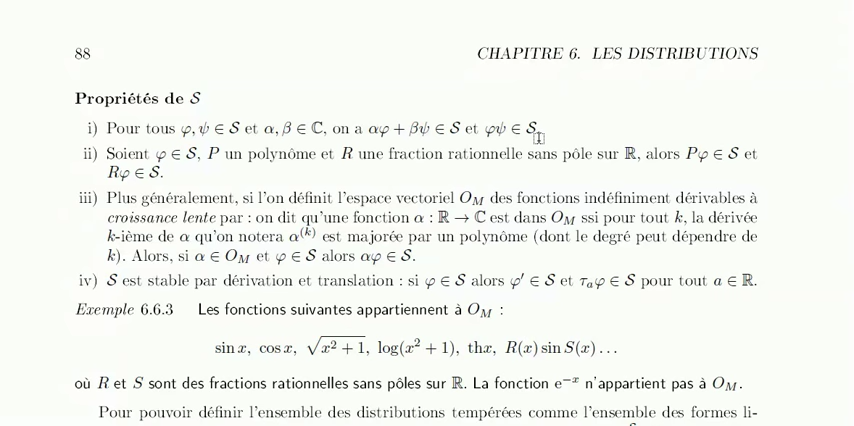 88 CHAPITRE 6. LES DISTRIBUTIONS
Propriétés de 𝒮
i) Pour tous φ, ψ ∈ 𝒮 et α, β ∈ ℂ, on a αφ + βψ ∈ 𝒮 et φψ ∈ 𝒮.
ii) Soient φ ∈ 𝒮, P un polynôme et R une fraction rationnelle sans pôle sur ℝ, alors Pφ ∈ 𝒮 et
Rφ ∈ 𝒮.
iii) Plus généralement, si l'on définit l'espace vectoriel O_M des fonctions indéfiniment dérivables à
croissance lente par : on dit qu'une fonction α : ℝ → ℂ est dans O_M ssi pour tout k, la dérivée
k-ième de α qu'on notera α^(k) est majorée par un polynôme (dont le degré peut dépendre de
k). Alors, si α ∈ O_M et φ ∈ 𝒮 alors αφ ∈ 𝒮.
iv) 𝒮 est stable par dérivation et translation : si φ ∈ 𝒮 alors φ′ ∈ 𝒮 et τ_aφ ∈ 𝒮 pour tout a ∈ ℝ.
Exemple 6.6.3 Les fonctions suivantes appartiennent à O_M :
sin x, cos x, √(x² + 1), log(x² + 1), thx, R(x) sin S(x) . . .
où R et S sont des fractions rationnelles sans pôles sur ℝ. La fonction e^−x n'appartient pas à O_M.
Pour pouvoir définir l'ensemble des distributions tempérées comme l'ensemble des formes li-